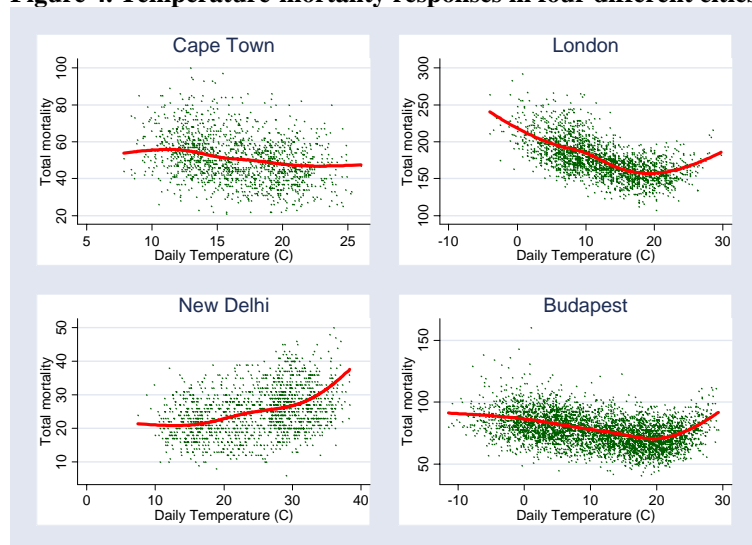 Figure 4. Temperature-mortality responses in four different cities
Cape Town
Total mortality
20 40 60 80 100
5 10 15 20 25
Daily Temperature (C)
London
Total mortality
100 150 200 250 300
-10 0 10 20 30
Daily Temperature (C)
New Delhi
Total mortality
10 20 30 40 50
0 10 20 30 40
Daily Temperature (C)
Budapest
Total mortality
50 100 150
-10 0 10 20 30
Daily Temperature (C)